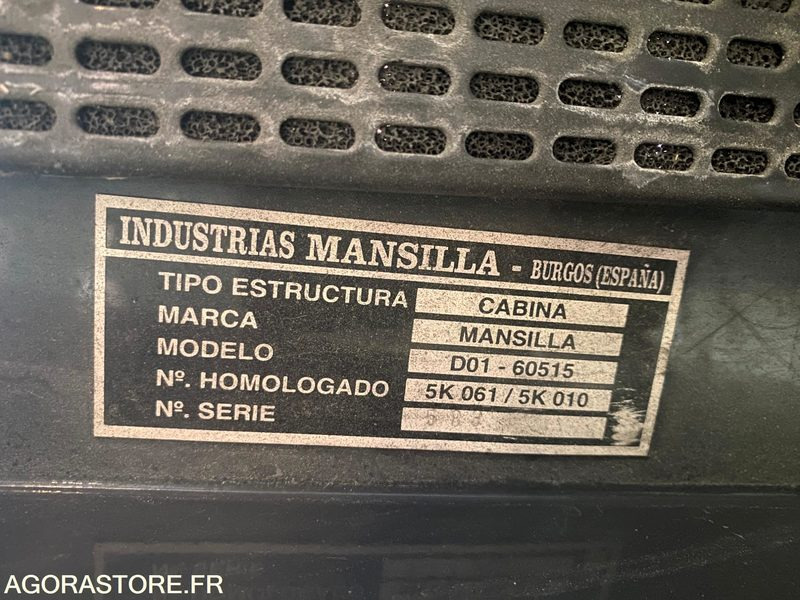 INDUSTRIAS MANSILLA - BURGOS (ESPAÑA)
TIPO ESTRUCTURA CABINA
MARCA MANSILLA
MODELO D01 - 60515
Nº. HOMOLOGADO 5K 061 / 5K 010
Nº. SERIE
AGORASTORE.FR